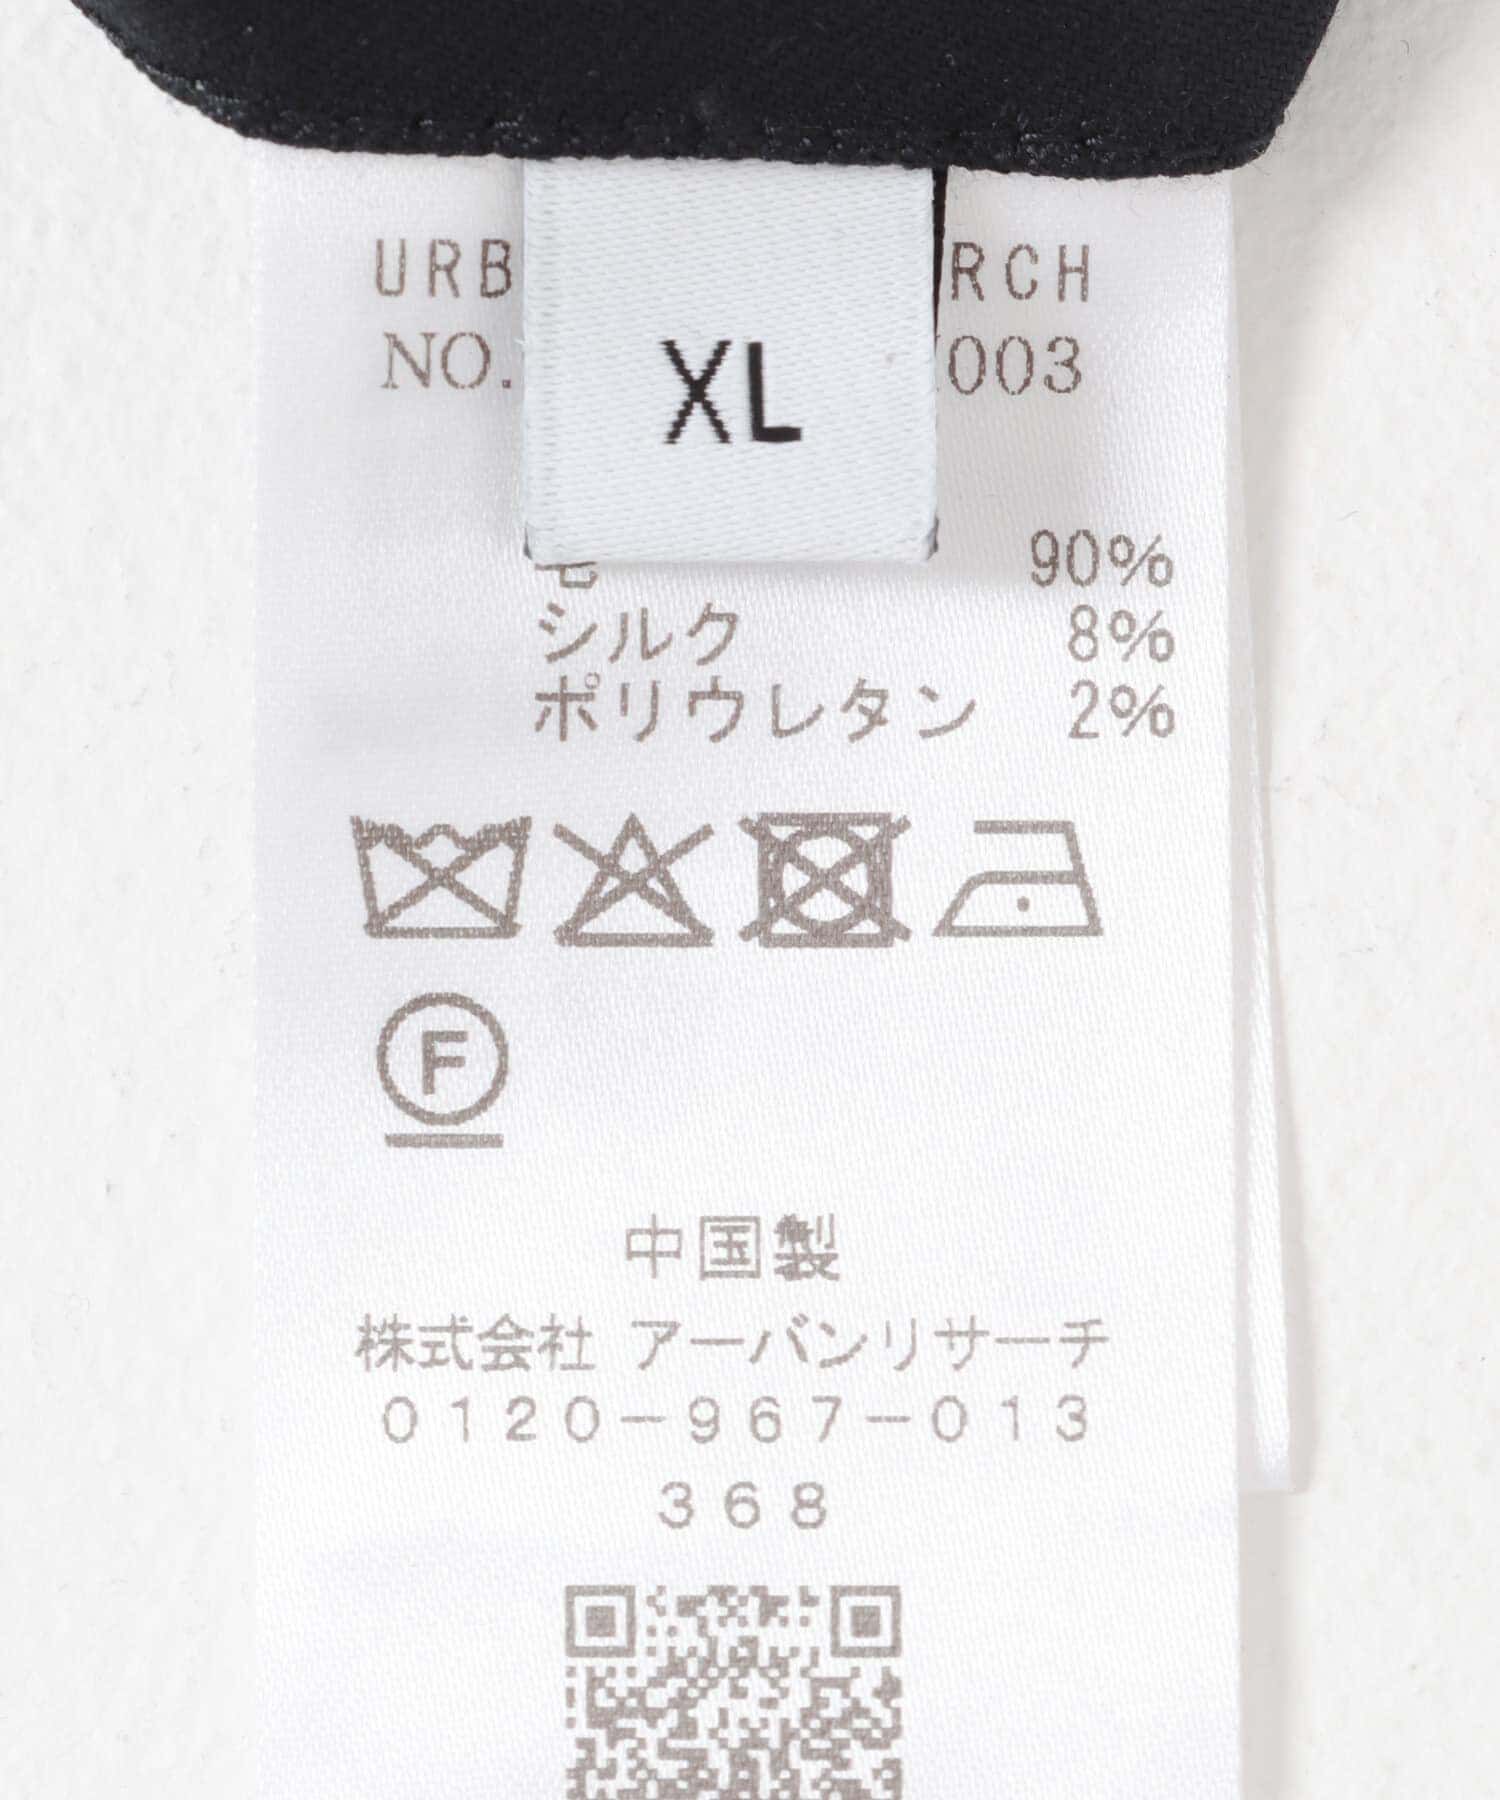 URB RCH
NO. 003
XL
毛 90%
シルク 8%
ポリウレタン 2%
F
中国製
株式会社 アーバンリサーチ
0120-967-013
368